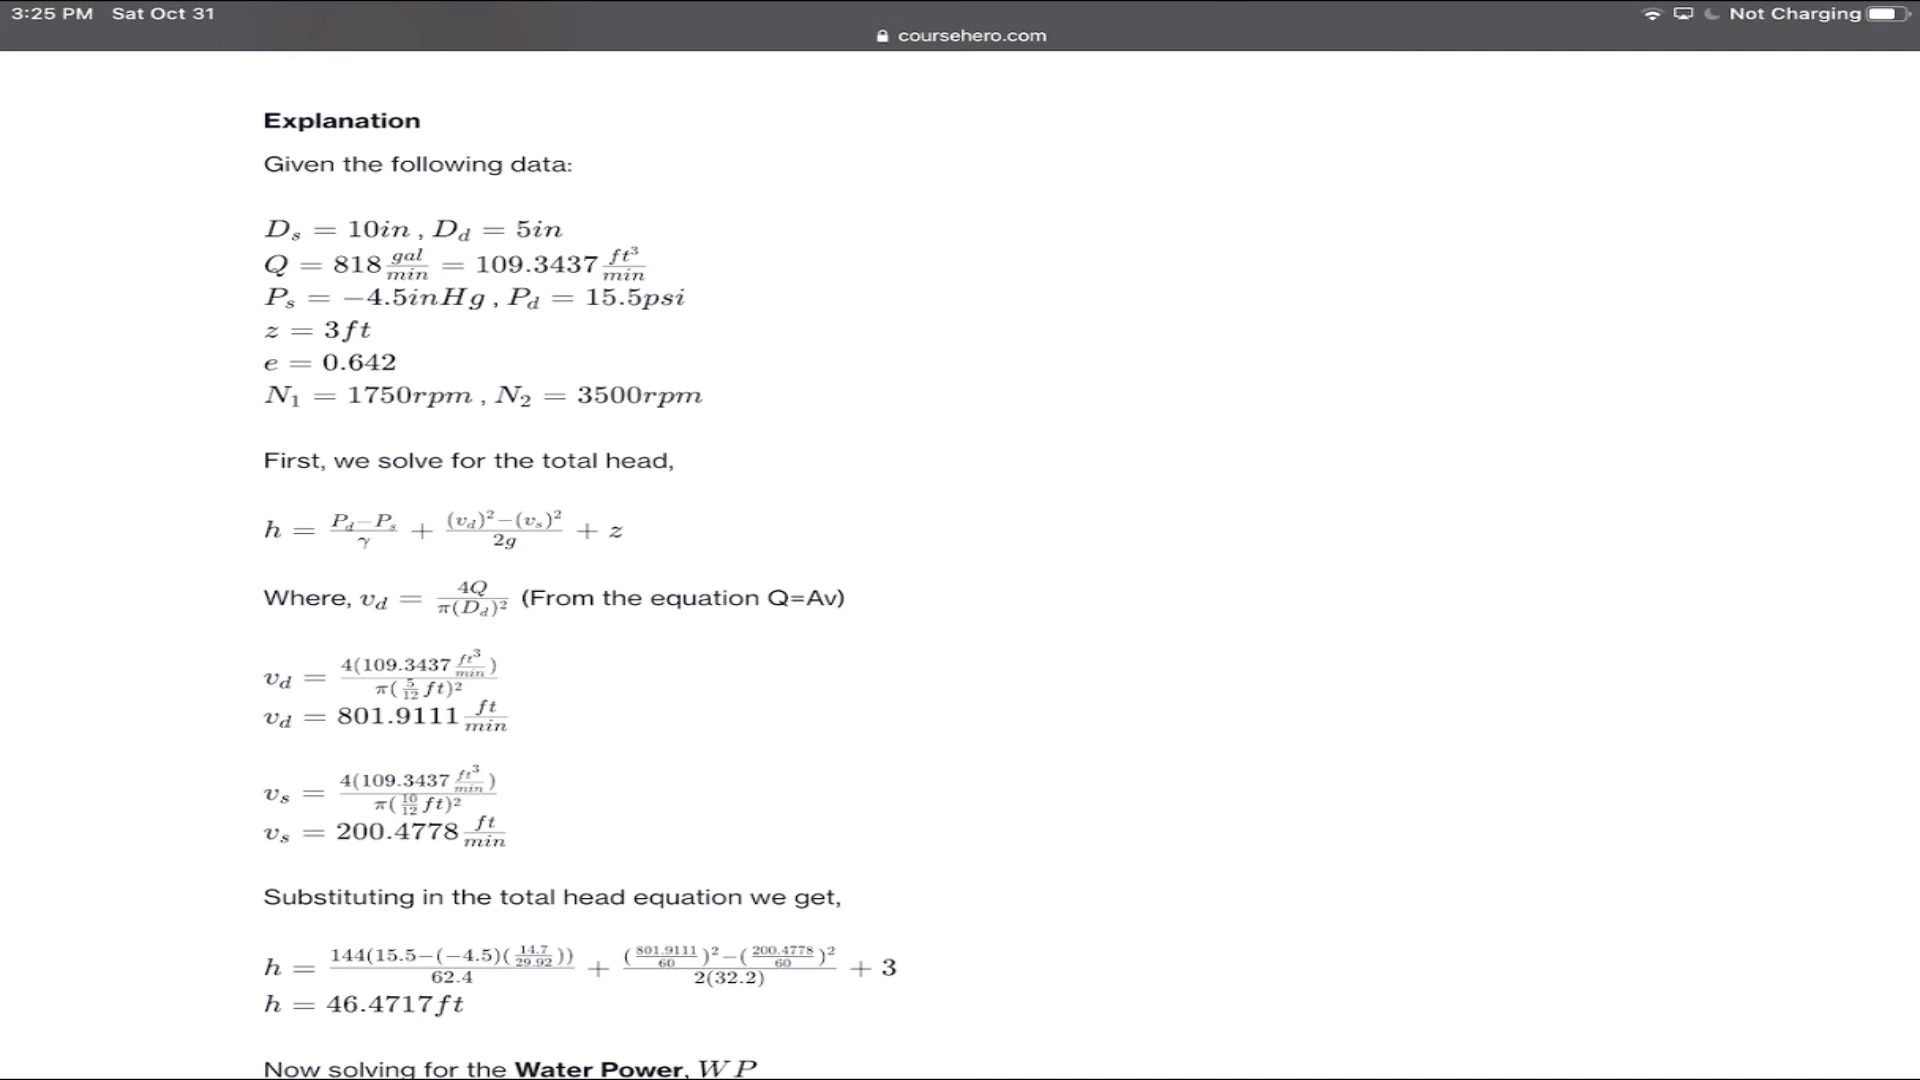 3:25 PM Sat Oct 31
Not Charging
coursehero.com
Explanation
Given the following data:
D_s = 10in , D_d = 5in
Q = 818 gal/min = 109.3437 ft³/min
P_s = −4.5inHg , P_d = 15.5psi
z = 3ft
e = 0.642
N₁ = 1750rpm , N₂ = 3500rpm
First, we solve for the total head,
h = (P_d−P_s)/γ + ((v_d)²−(v_s)²)/2g + z
Where, v_d = 4Q/π(D_d)² (From the equation Q=Av)
v_d = 4(109.3437 ft³/min)/π(5/12 ft)²
v_d = 801.9111 ft/min
v_s = 4(109.3437 ft³/min)/π(10/12 ft)²
v_s = 200.4778 ft/min
Substituting in the total head equation we get,
h = 144(15.5−(−4.5)(14.7/29.92))/62.4 + ((801.9111/60)²−(200.4778/60)²)/2(32.2) + 3
h = 46.4717ft
Now solving for the Water Power, WP